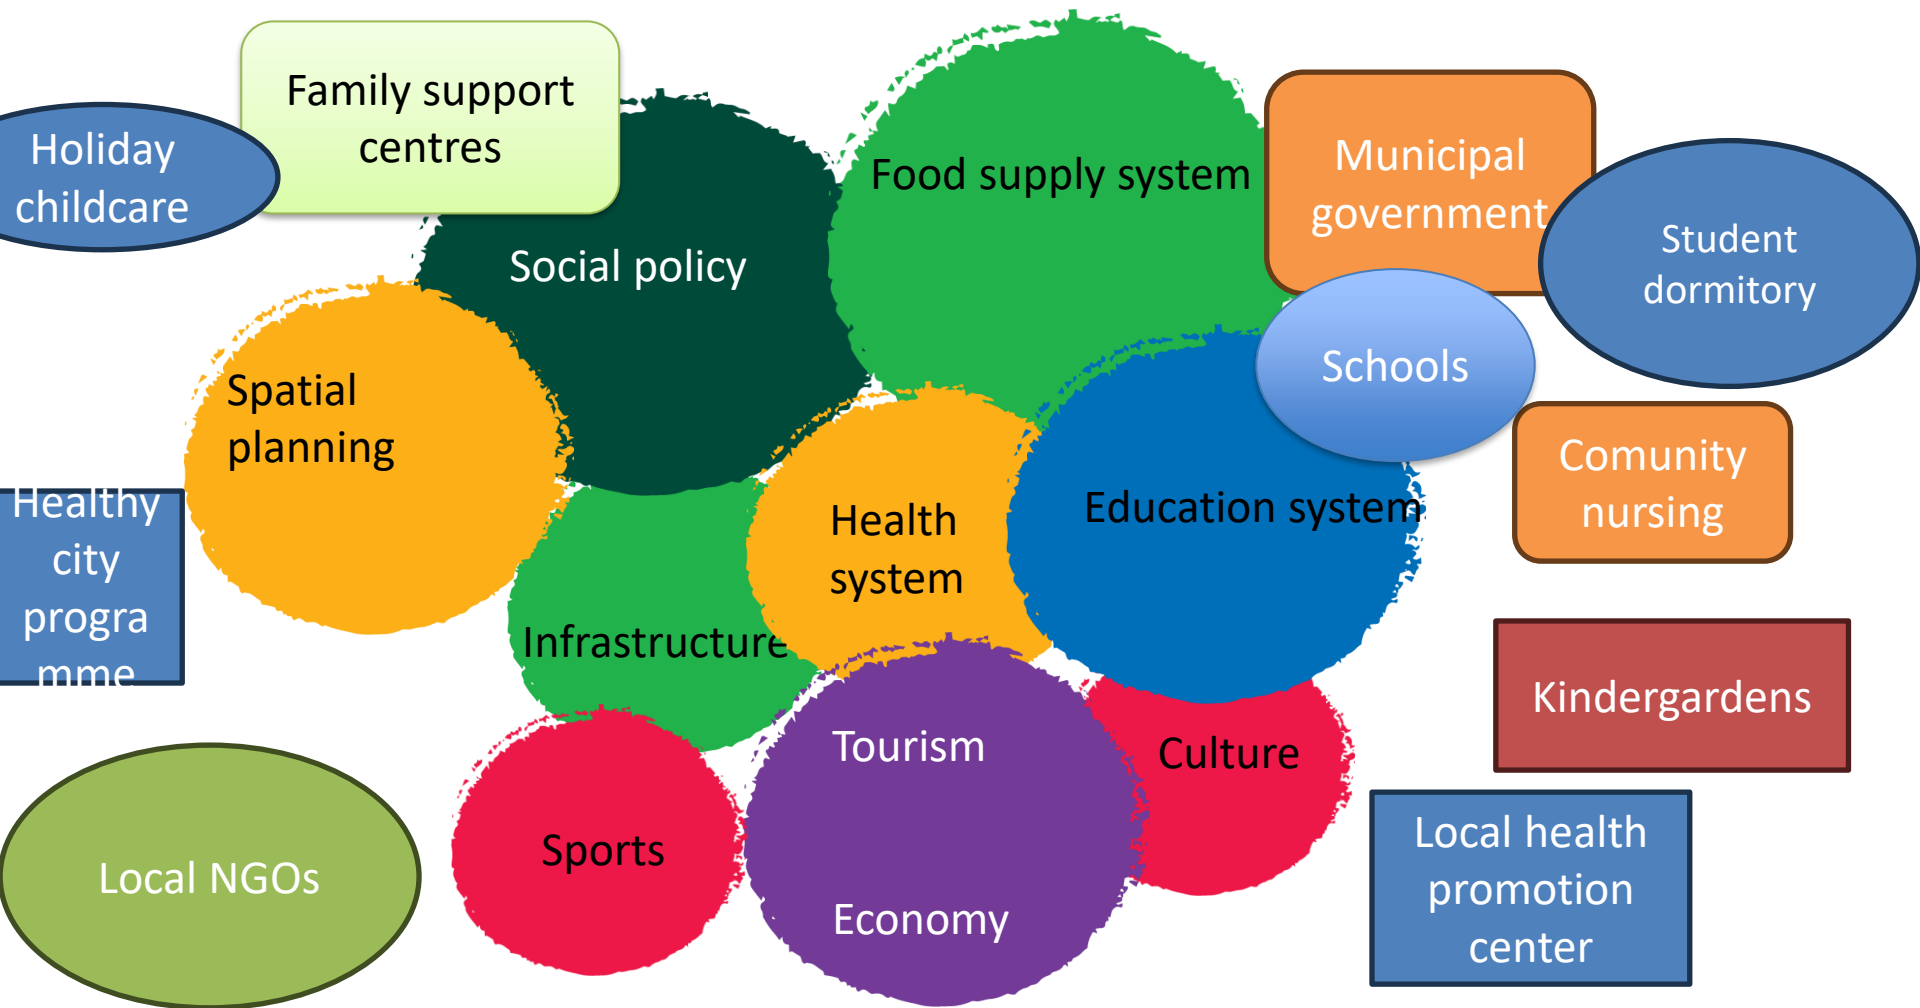 Family support
centres
Holiday
childcare
Food supply system
Municipal
government
Student
dormitory
Social policy
Schools
Spatial
planning
Comunity
nursing
Healthy
city
progra
mme
Health
system
Education system
Infrastructure
Kindergardens
Tourism
Culture
Sports
Local NGOs
Economy
Local health
promotion
center